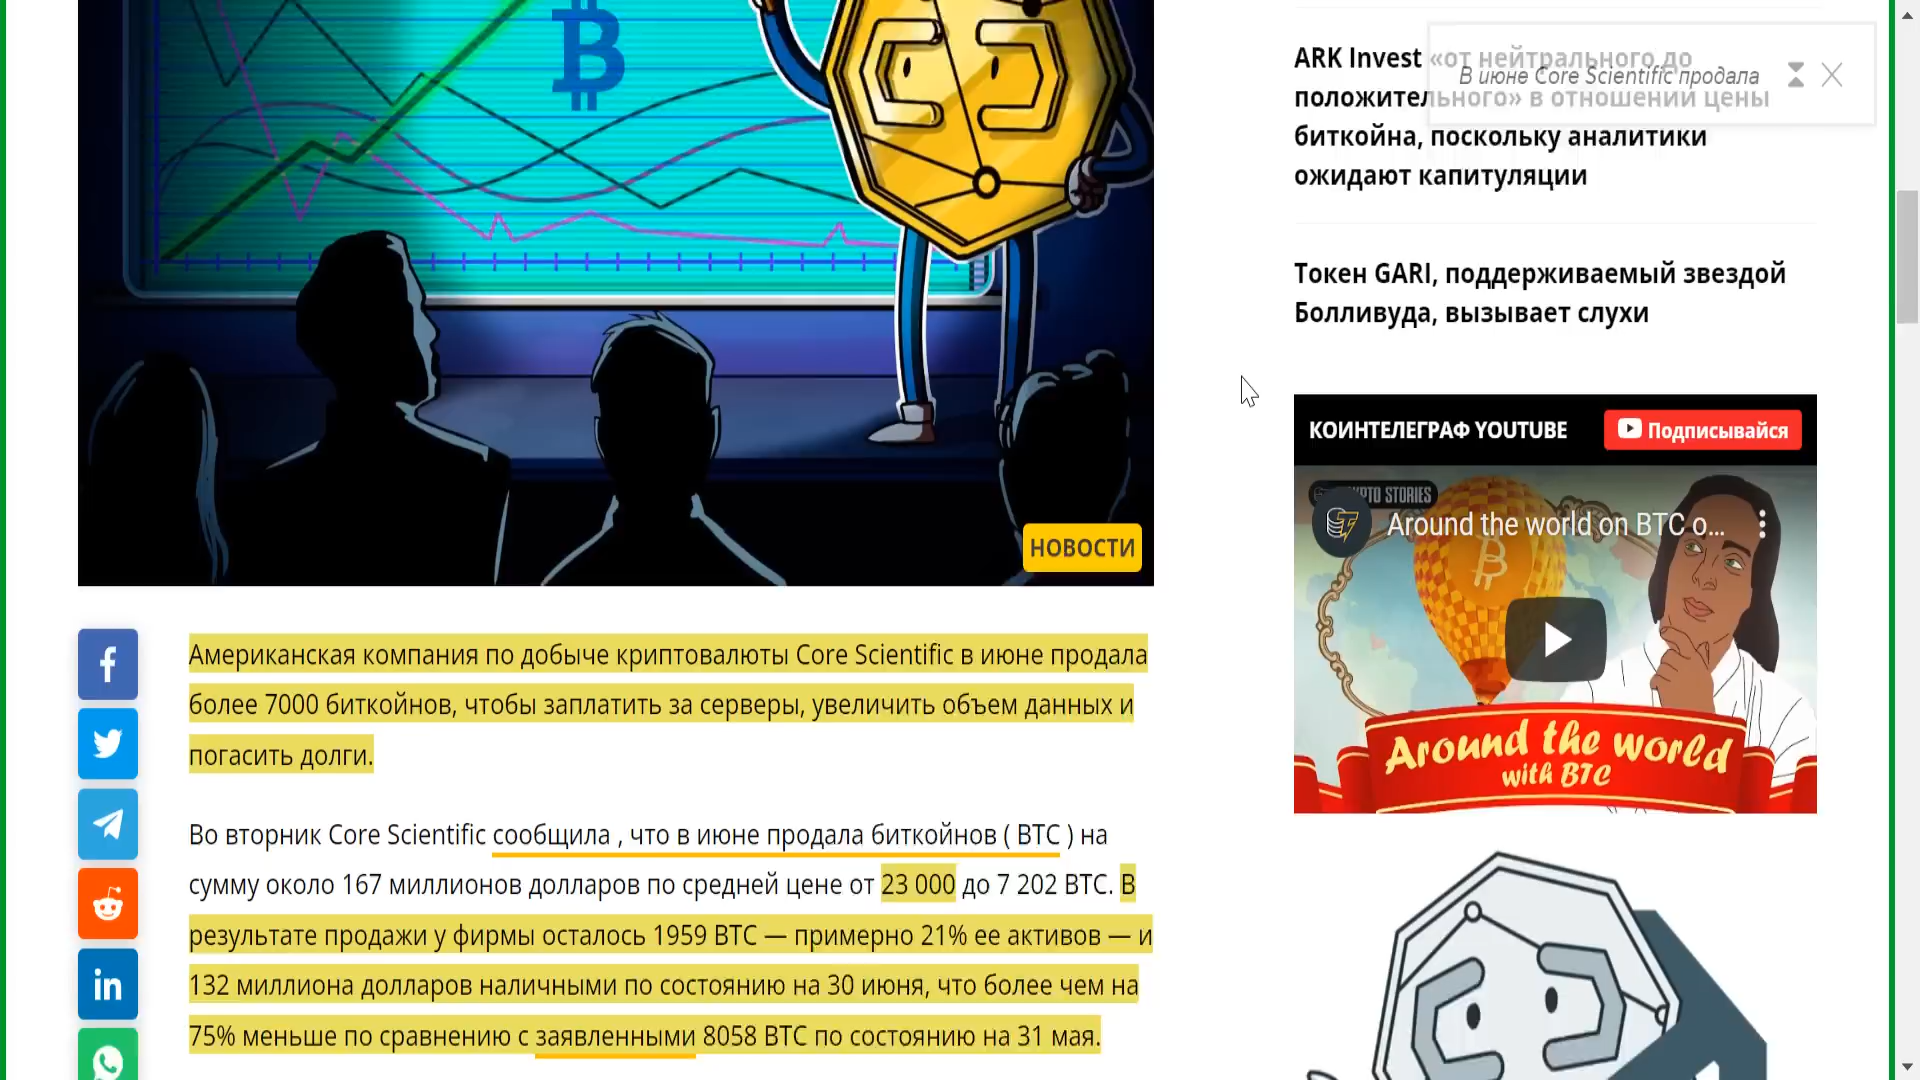 НОВОСТИ
Американская компания по добыче криптовалюты Core Scientific в июне продала
более 7000 биткойнов, чтобы заплатить за серверы, увеличить объем данных и
погасить долги.
Во вторник Core Scientific сообщила , что в июне продала биткойнов ( BTC ) на
сумму около 167 миллионов долларов по средней цене от 23 000 до 7 202 BTC. В
результате продажи у фирмы осталось 1959 BTC — примерно 21% ее активов — и
132 миллиона долларов наличными по состоянию на 30 июня, что более чем на
75% меньше по сравнению с заявленными 8058 BTC по состоянию на 31 мая.
В июне Core Scientific продала
ARK Invest «от нейтрального до
положительного» в отношении цены
биткойна, поскольку аналитики
ожидают капитуляции
Токен GARI, поддерживаемый звездой
Болливуда, вызывает слухи
КОИНТЕЛЕГРАФ YOUTUBE
Подписывайся
STORIES
Around the world on BTC o...
Around the world
with BTC